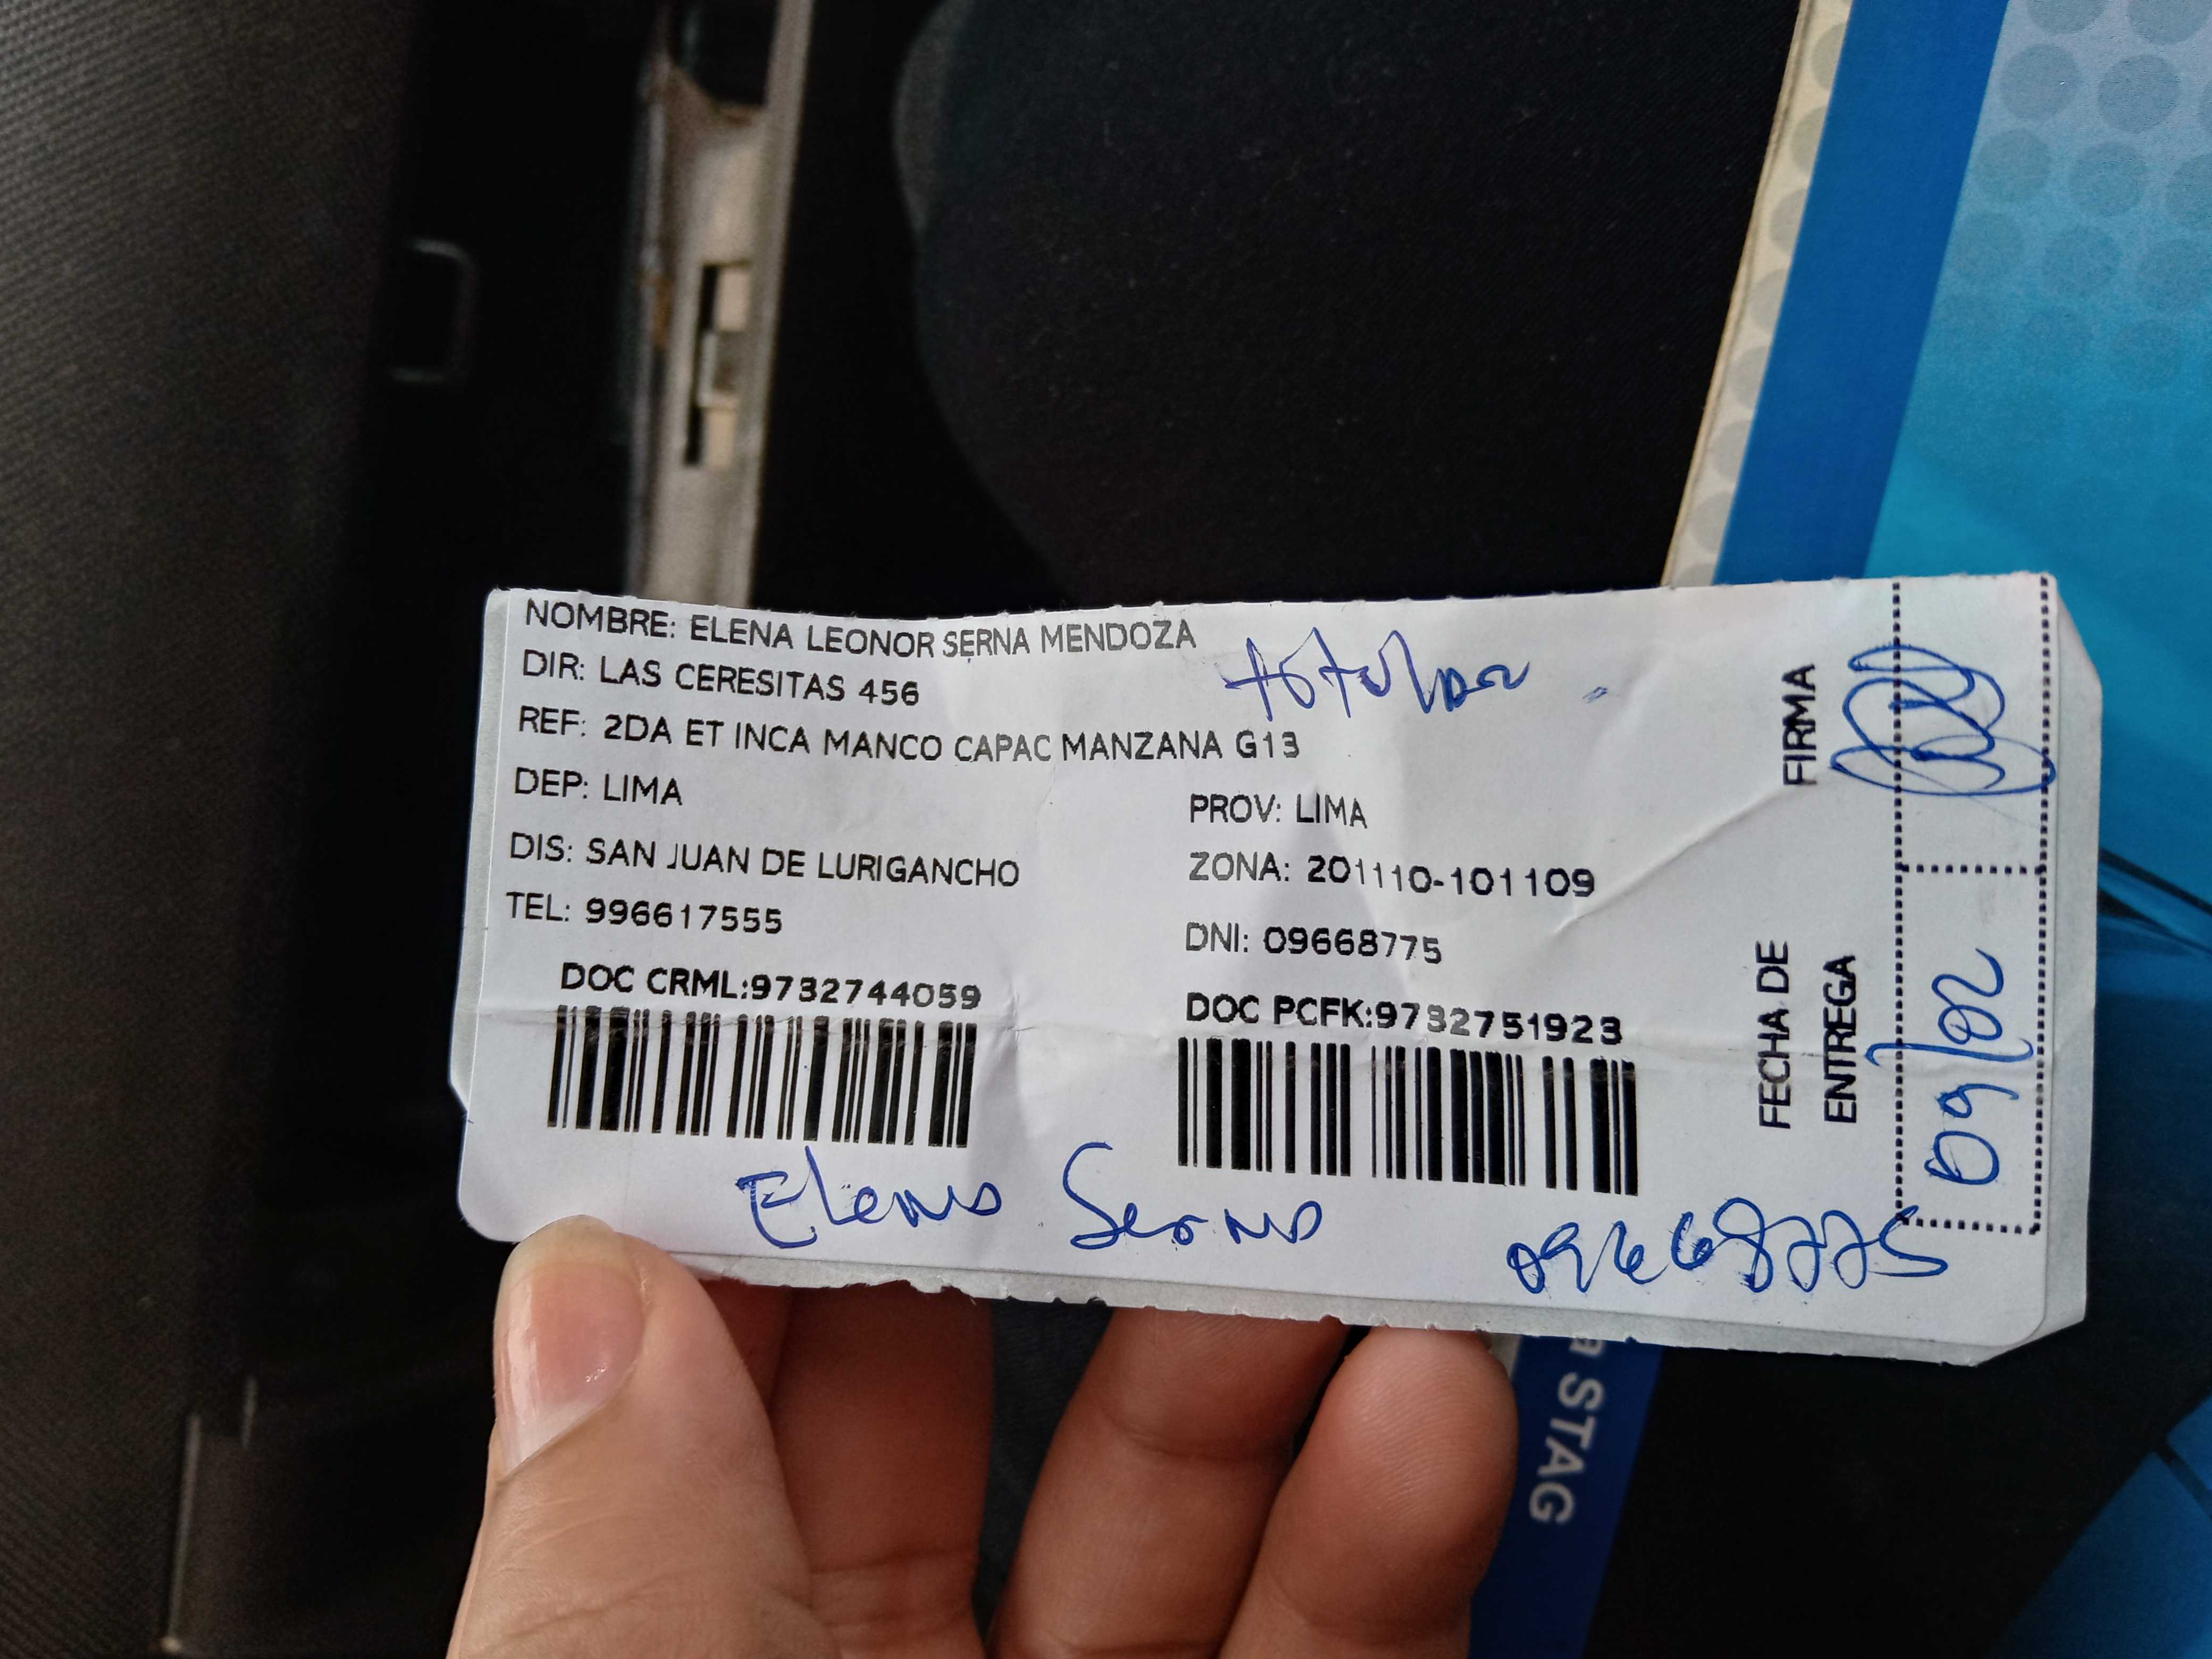 NOMBRE: ELENA LEONOR SERNA MENDOZA
DIR: LAS CERESITAS 456
REF: 2DA ET INCA MANCO CAPAC MANZANA G13
DEP: LIMA
PROV: LIMA
DIS: SAN JUAN DE LURIGANCHO
ZONA: 201110-101109
TEL: 996617555
DNI: 09668775
DOC CRML:9732744059
DOC PCFK:9732751923
FIRMA
FECHA DE
ENTREGA
09/02
Elena Serna
09668775
a STAG